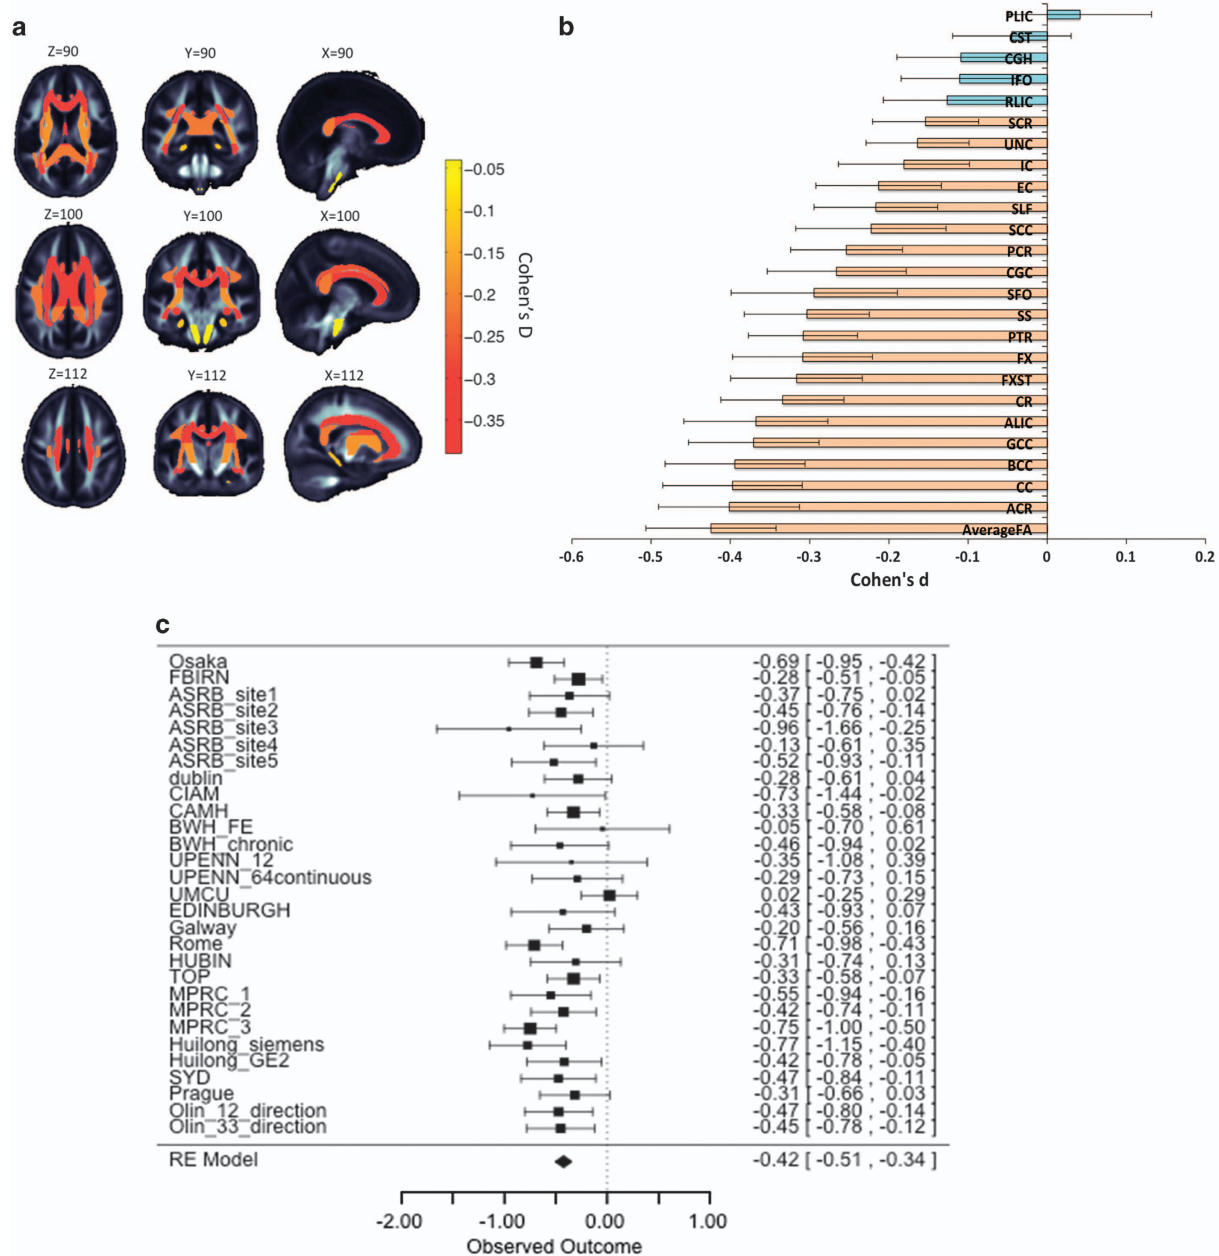 a
Z=90 Y=90 X=90
Z=100 Y=100 X=100
Z=112 Y=112 X=112
−0.05
−0.1
−0.15
−0.2
−0.25
−0.3
−0.35
Cohen's D
b
PLIC
CST
CGH
IFO
RLIC
SCR
UNC
IC
EC
SLF
SCC
PCR
CGC
SFO
SS
PTR
FX
FXST
CR
ALIC
GCC
BCC
CC
ACR
AverageFA
-0.6 -0.5 -0.4 -0.3 -0.2 -0.1 0 0.1 0.2
Cohen's d
c
Osaka -0.69 [ -0.95 , -0.42 ]
FBIRN -0.28 [ -0.51 , -0.05 ]
ASRB_site1 -0.37 [ -0.75 , 0.02 ]
ASRB_site2 -0.45 [ -0.76 , -0.14 ]
ASRB_site3 -0.96 [ -1.66 , -0.25 ]
ASRB_site4 -0.13 [ -0.61 , 0.35 ]
ASRB_site5 -0.52 [ -0.93 , -0.11 ]
dublin -0.28 [ -0.61 , 0.04 ]
CIAM -0.73 [ -1.44 , -0.02 ]
CAMH -0.33 [ -0.58 , -0.08 ]
BWH_FE -0.05 [ -0.70 , 0.61 ]
BWH_chronic -0.46 [ -0.94 , 0.02 ]
UPENN_12 -0.35 [ -1.08 , 0.39 ]
UPENN_64continuous -0.29 [ -0.73 , 0.15 ]
UMCU 0.02 [ -0.25 , 0.29 ]
EDINBURGH -0.43 [ -0.93 , 0.07 ]
Galway -0.20 [ -0.56 , 0.16 ]
Rome -0.71 [ -0.98 , -0.43 ]
HUBIN -0.31 [ -0.74 , 0.13 ]
TOP -0.33 [ -0.58 , -0.07 ]
MPRC_1 -0.55 [ -0.94 , -0.16 ]
MPRC_2 -0.42 [ -0.74 , -0.11 ]
MPRC_3 -0.75 [ -1.00 , -0.50 ]
Huilong_siemens -0.77 [ -1.15 , -0.40 ]
Huilong_GE2 -0.42 [ -0.78 , -0.05 ]
SYD -0.47 [ -0.84 , -0.11 ]
Prague -0.31 [ -0.66 , 0.03 ]
Olin_12_direction -0.47 [ -0.80 , -0.14 ]
Olin_33_direction -0.45 [ -0.78 , -0.12 ]
RE Model -0.42 [ -0.51 , -0.34 ]
-2.00 -1.00 0.00 1.00
Observed Outcome